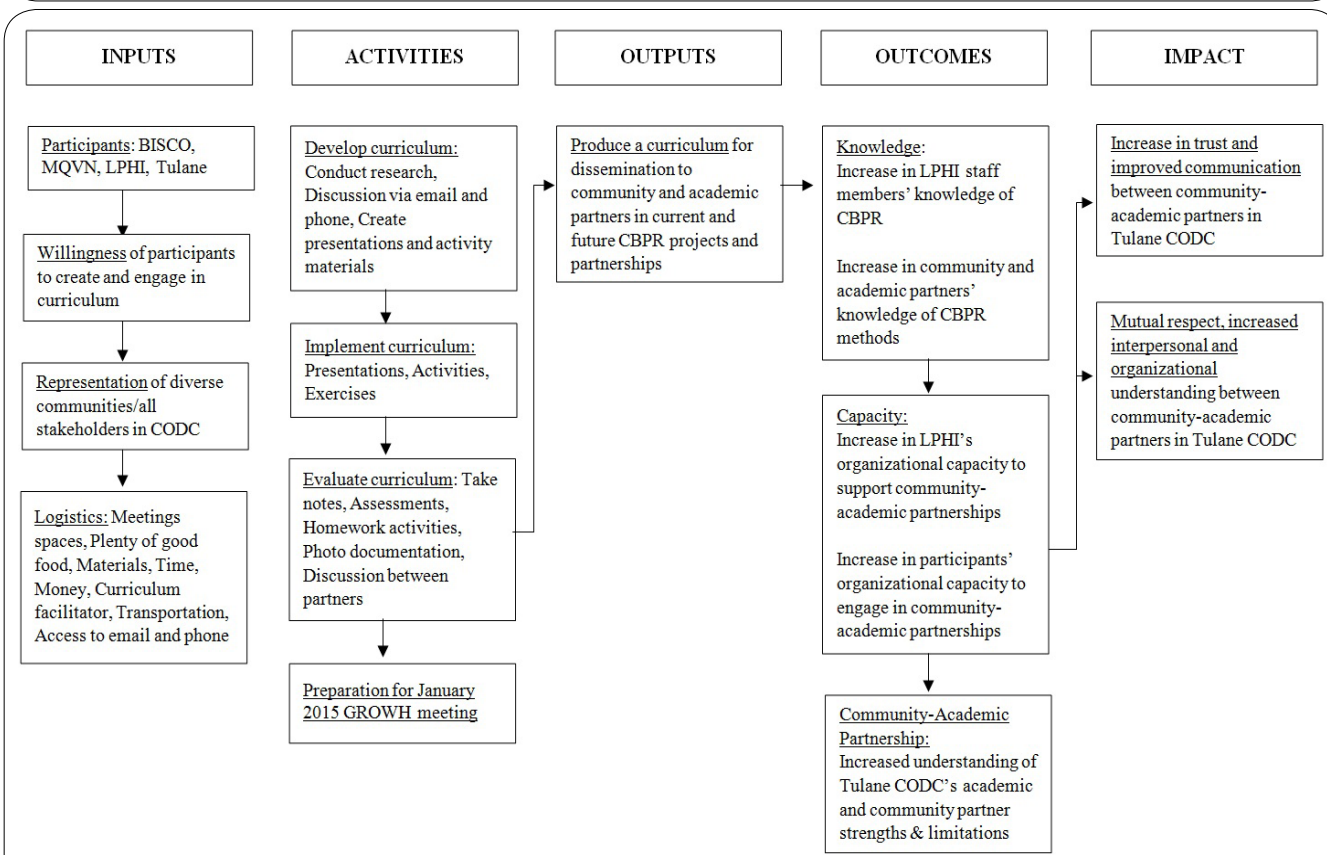 INPUTS
ACTIVITIES
OUTPUTS
OUTCOMES
IMPACT
Participants: BISCO,
MQVN, LPHI, Tulane
Willingness of participants
to create and engage in
curriculum
Representation of diverse
communities/all
stakeholders in CODC
Logistics: Meetings
spaces, Plenty of good
food, Materials, Time,
Money, Curriculum
facilitator, Transportation,
Access to email and phone
Develop curriculum:
Conduct research,
Discussion via email and
phone, Create
presentations and activity
materials
Implement curriculum:
Presentations, Activities,
Exercises
Evaluate curriculum: Take
notes, Assessments,
Homework activities,
Photo documentation,
Discussion between
partners
Preparation for January
2015 GROWH meeting
Produce a curriculum for
dissemination to
community and academic
partners in current and
future CBPR projects and
partnerships
Knowledge:
Increase in LPHI staff
members’ knowledge of
CBPR
Increase in community and
academic partners’
knowledge of CBPR
methods
Capacity:
Increase in LPHI’s
organizational capacity to
support community-
academic partnerships
Increase in participants’
organizational capacity to
engage in community-
academic partnerships
Community-Academic
Partnership:
Increased understanding of
Tulane CODC’s academic
and community partner
strengths & limitations
Increase in trust and
improved communication
between community-
academic partners in
Tulane CODC
Mutual respect, increased
interpersonal and
organizational
understanding between
community-academic
partners in Tulane CODC